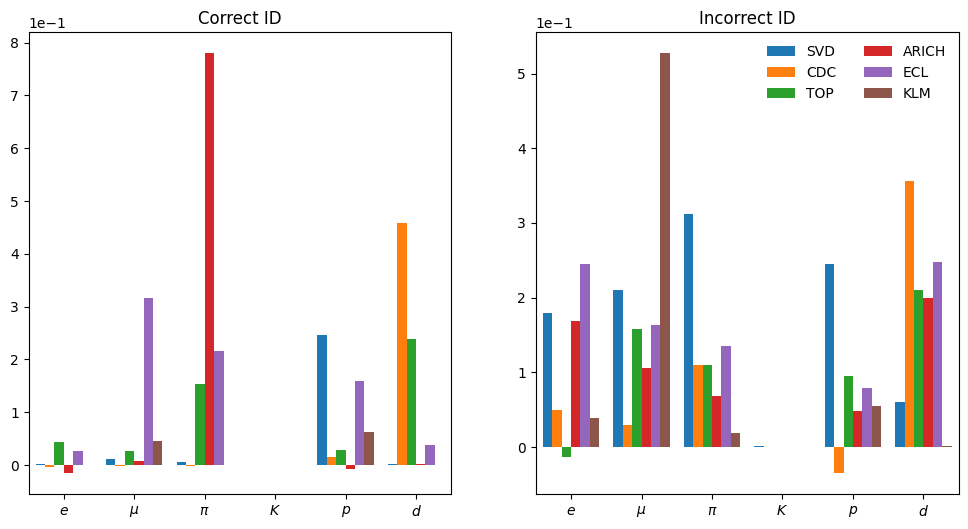 Correct ID
1e−1
8
7
6
5
4
3
2
1
0
e μ π K p d
Incorrect ID
1e−1
SVD ARICH
CDC ECL
TOP KLM
5
4
3
2
1
0
e μ π K p d